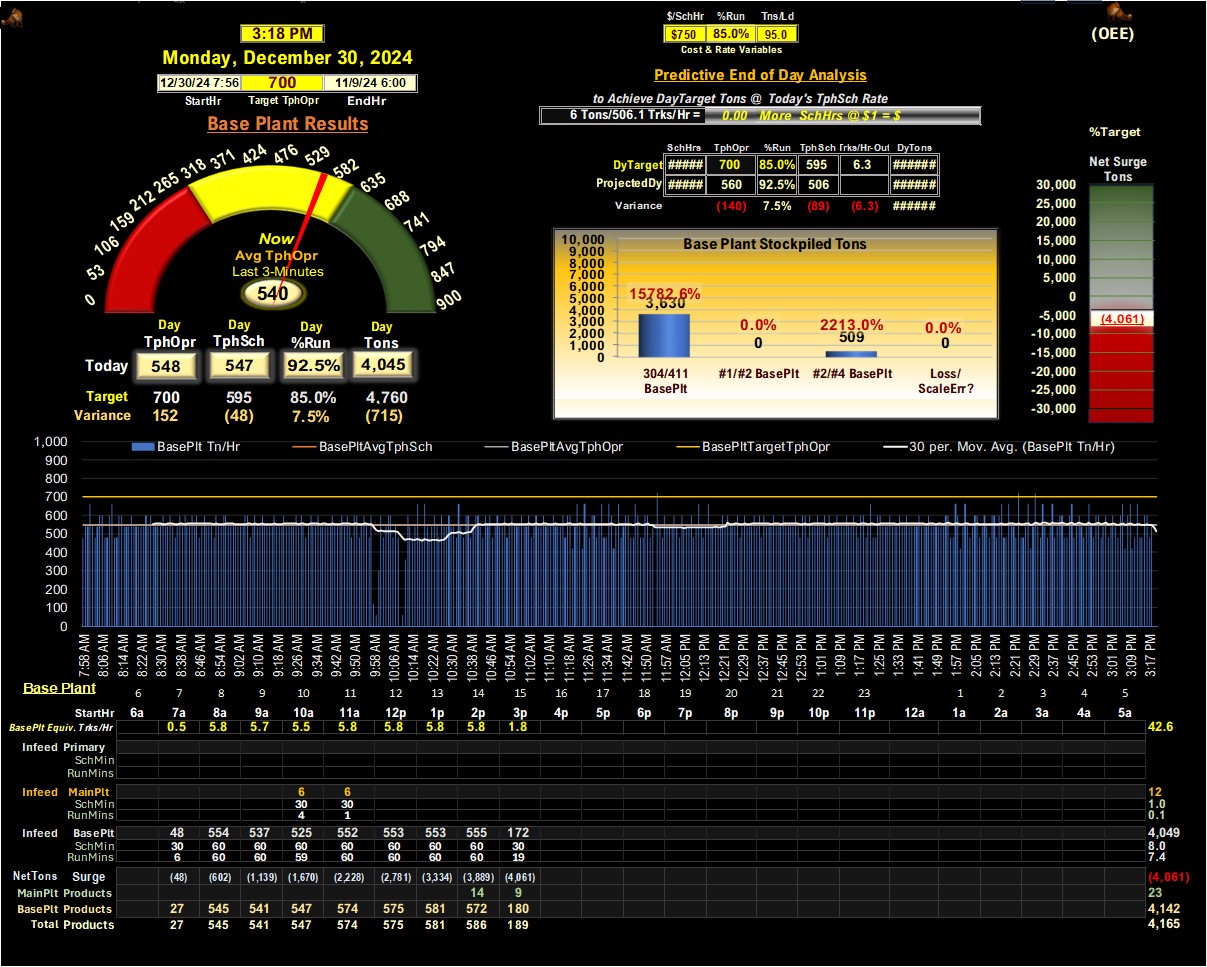 3:18 PM
Monday, December 30, 2024
12/30/24 7:56 700 11/9/24 6:00
StartHr Target TphOpr EndHr
Base Plant Results
0 53 106 159 212 265 318 371 424 476 529 582 635 688 741 794 847 900
Now
Avg TphOpr
Last 3-Minutes
540
Day TphOpr Day TphSch Day %Run Day Tons
Today 548 547 92.5% 4,045
Target 700 595 85.0% 4,760
Variance 152 (48) 7.5% (715)
$/SchHr %Run Tns/Ld
$750 85.0% 95.0
Cost & Rate Variables
Predictive End of Day Analysis
to Achieve DayTarget Tons @ Today's TphSch Rate
6 Tons/506.1 Trks/Hr = 0.00 More SchHrs @ $1 = $
SchHrs TphOpr %Run TphSch Trks/Hr-Out DyTons
DyTarget ##### 700 85.0% 595 6.3 ######
ProjectedDy ##### 560 92.5% 506 ######
Variance (140) 7.5% (89) (6.3) ######
Base Plant Stockpiled Tons
10,000
9,000
8,000
7,000
6,000
5,000
4,000
3,000
2,000
1,000
0
15782.6% 0.0% 2213.0% 0.0%
3,630 0 509 0
304/411 BasePlt #1/#2 BasePlt #2/#4 BasePlt Loss/ ScaleErr?
(OEE)
%Target
Net Surge
Tons
30,000
25,000
20,000
15,000
10,000
5,000
0
-5,000
-10,000
-15,000
-20,000
-25,000
-30,000
(4,061)
BasePlt Tn/Hr BasePltAvgTphSch BasePltAvgTphOpr BasePltTargetTphOpr 30 per. Mov. Avg. (BasePlt Tn/Hr)
1,000
900
800
700
600
500
400
300
200
100
0
7:58 AM 8:06 AM 8:14 AM 8:22 AM 8:30 AM 8:38 AM 8:46 AM 8:54 AM 9:02 AM 9:10 AM 9:18 AM 9:26 AM 9:34 AM 9:42 AM 9:50 AM 9:58 AM 10:06 AM 10:14 AM 10:22 AM 10:30 AM 10:38 AM 10:46 AM 10:54 AM 11:02 AM 11:10 AM 11:18 AM 11:26 AM 11:34 AM 11:42 AM 11:50 AM 11:57 AM 12:05 PM 12:13 PM 12:21 PM 12:29 PM 12:37 PM 12:45 PM 12:53 PM 1:01 PM 1:09 PM 1:17 PM 1:25 PM 1:33 PM 1:41 PM 1:49 PM 1:57 PM 2:05 PM 2:13 PM 2:21 PM 2:29 PM 2:37 PM 2:45 PM 2:53 PM 3:01 PM 3:09 PM 3:17 PM
Base Plant 6 7 8 9 10 11 12 13 14 15 16 17 18 19 20 21 22 23 1 2 3 4 5
StartHr 6a 7a 8a 9a 10a 11a 12p 1p 2p 3p 4p 5p 6p 7p 8p 9p 10p 11p 12a 1a 2a 3a 4a 5a
BasePlt Equiv. Trks/Hr 0.5 5.8 5.7 5.5 5.8 5.8 5.8 5.8 1.8 42.6
Infeed Primary
SchMin
RunMins
Infeed MainPlt 6 6 12
SchMin 30 30 1.0
RunMins 4 1 0.1
Infeed BasePlt 48 554 537 525 552 553 553 555 172 4,049
SchMin 30 60 60 60 60 60 60 60 30 8.0
RunMins 6 60 60 59 60 60 60 60 19 7.4
NetTons Surge (48) (602) (1,139) (1,670) (2,228) (2,781) (3,334) (3,889) (4,061) (4,061)
MainPlt Products 14 9 23
BasePlt Products 27 545 541 547 574 575 581 572 180 4,142
Total Products 27 545 541 547 574 575 581 586 189 4,165